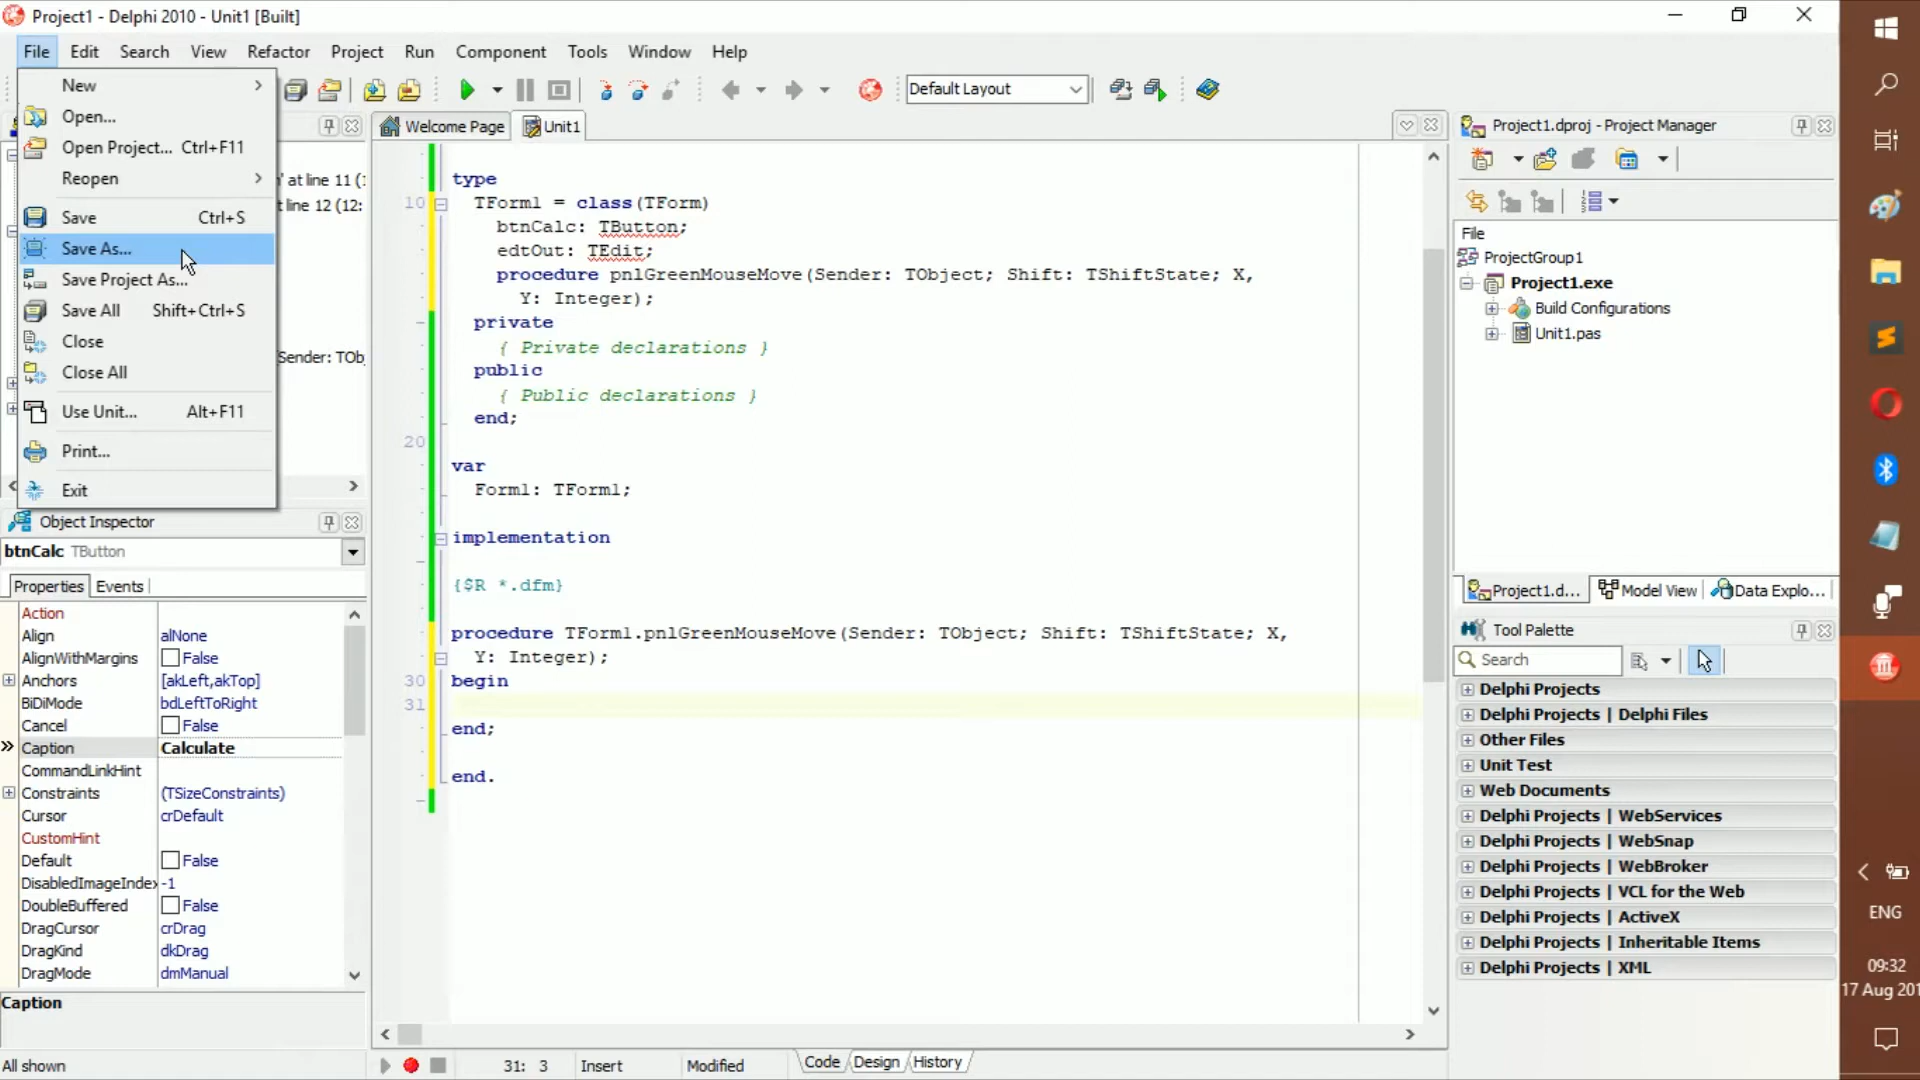 Project1 - Delphi 2010 - Unit1 [Built]
File Edit Search View Refactor Project Run Component Tools Window Help
New
Open...
Open Project... Ctrl+F11
Reopen
Save Ctrl+S
Save As...
Save Project As...
Save All Shift+Ctrl+S
Close
Close All
Use Unit... Alt+F11
Print...
Exit
' at line 11 (1
t line 12 (12:
Sender: TObj
Default Layout
Welcome Page
Unit1
type
10 TForm1 = class(TForm)
btnCalc: TButton;
edtOut: TEdit;
procedure pnlGreenMouseMove(Sender: TObject; Shift: TShiftState; X,
Y: Integer);
private
{ Private declarations }
public
{ Public declarations }
end;
20
var
Form1: TForm1;
implementation
{$R *.dfm}
procedure TForm1.pnlGreenMouseMove(Sender: TObject; Shift: TShiftState; X,
Y: Integer);
30 begin
31
end;
end.
31: 3 Insert Modified
Code Design History
Object Inspector
btnCalc TButton
Properties Events
Action
Align alNone
AlignWithMargins False
Anchors [akLeft,akTop]
BiDiMode bdLeftToRight
Cancel False
Caption Calculate
CommandLinkHint
Constraints (TSizeConstraints)
Cursor crDefault
CustomHint
Default False
DisabledImageIndex -1
DoubleBuffered False
DragCursor crDrag
DragKind dkDrag
DragMode dmManual
Caption
All shown
Project1.dproj - Project Manager
File
ProjectGroup1
Project1.exe
Build Configurations
Unit1.pas
Project1.d... Model View Data Explo...
Tool Palette
Search
Delphi Projects
Delphi Projects | Delphi Files
Other Files
Unit Test
Web Documents
Delphi Projects | WebServices
Delphi Projects | WebSnap
Delphi Projects | WebBroker
Delphi Projects | VCL for the Web
Delphi Projects | ActiveX
Delphi Projects | Inheritable Items
Delphi Projects | XML
ENG
09:32
17 Aug 201